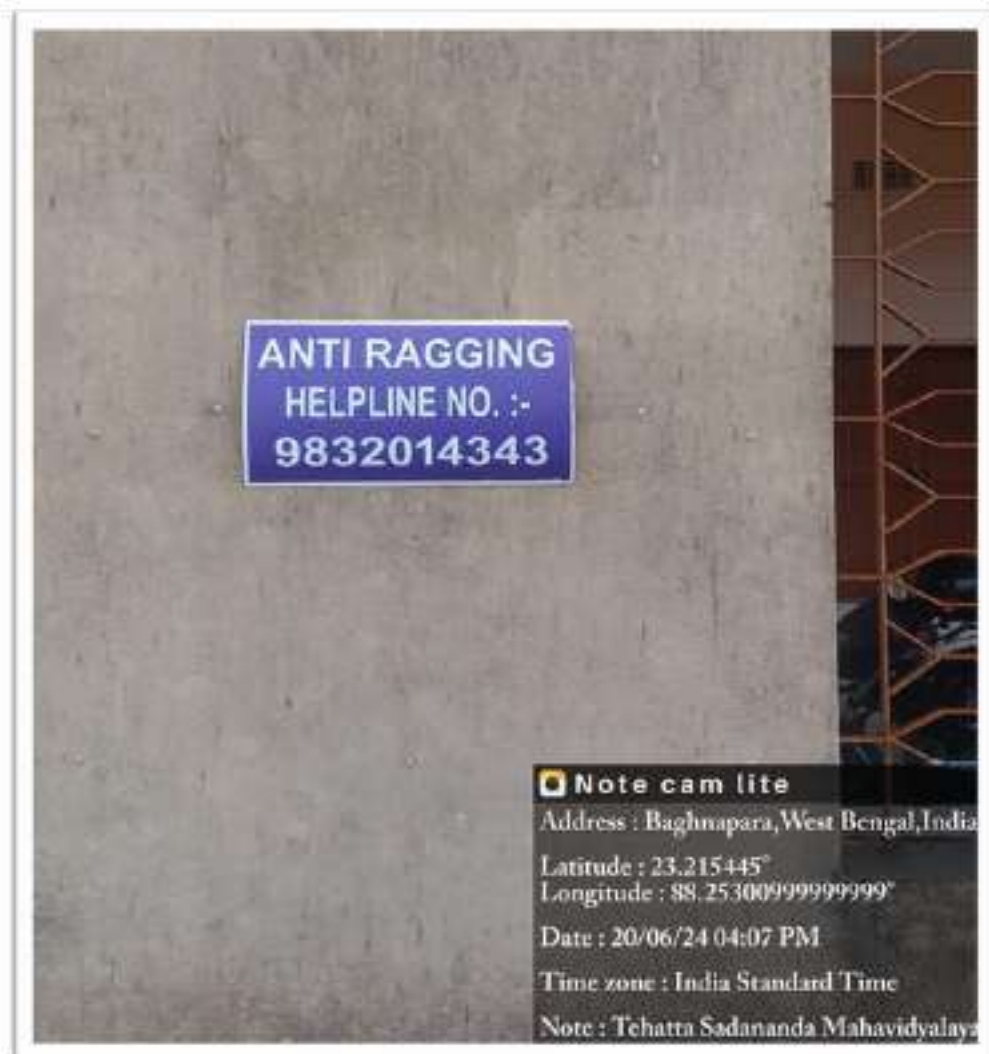 ANTI RAGGING
HELPLINE NO. :-
9832014343
Note cam lite
Address : Baghnapara,West Bengal,India
Latitude : 23.215445°
Longitude : 88.25300999999999°
Date : 20/06/24 04:07 PM
Time zone : India Standard Time
Note : Tehatta Sadananda Mahavidyalaya